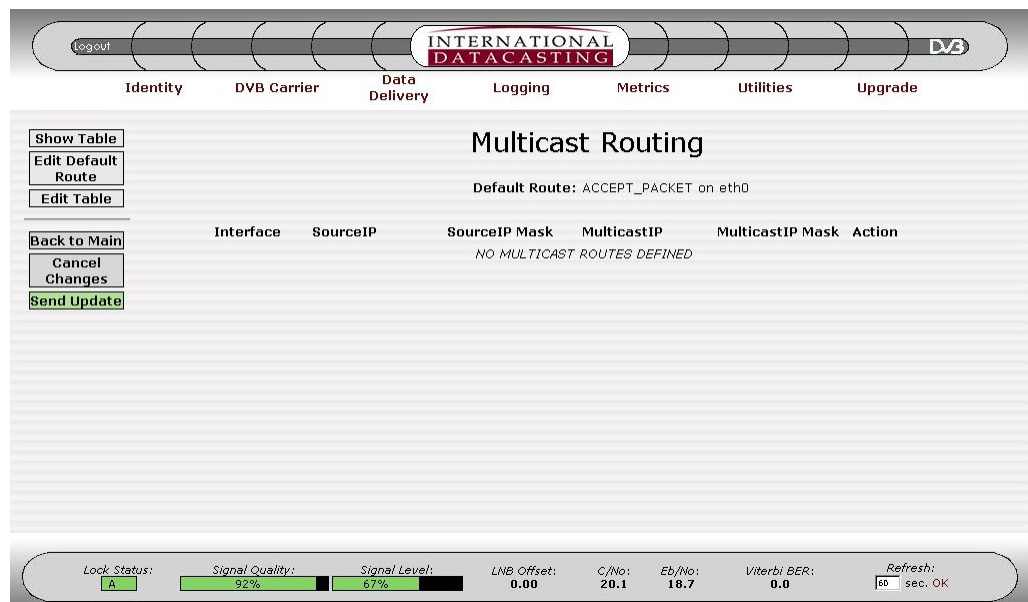 Logout
INTERNATIONAL
DATACASTING
DVB
Identity
DVB Carrier
Data
Delivery
Logging
Metrics
Utilities
Upgrade
Show Table
Edit Default
Route
Edit Table
Back to Main
Cancel
Changes
Send Update
Multicast Routing
Default Route: ACCEPT_PACKET on eth0
Interface SourceIP SourceIP Mask MulticastIP MulticastIP Mask Action
NO MULTICAST ROUTES DEFINED
Lock Status:
A
Signal Quality:
92%
Signal Level:
67%
LNB Offset:
0.00
C/No:
20.1
Eb/No:
18.7
Viterbi BER:
0.0
Refresh:
60 sec. OK